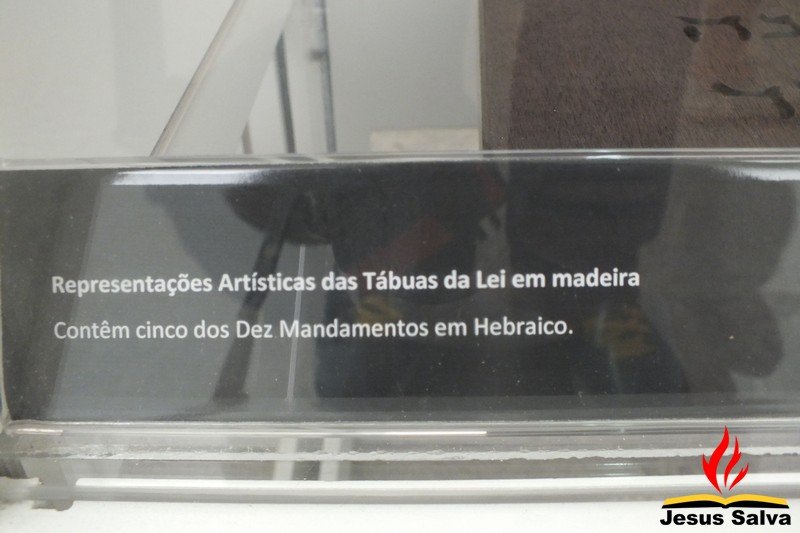 Representações Artísticas das Tábuas da Lei em madeira
Contêm cinco dos Dez Mandamentos em Hebraico.
Jesus Salva